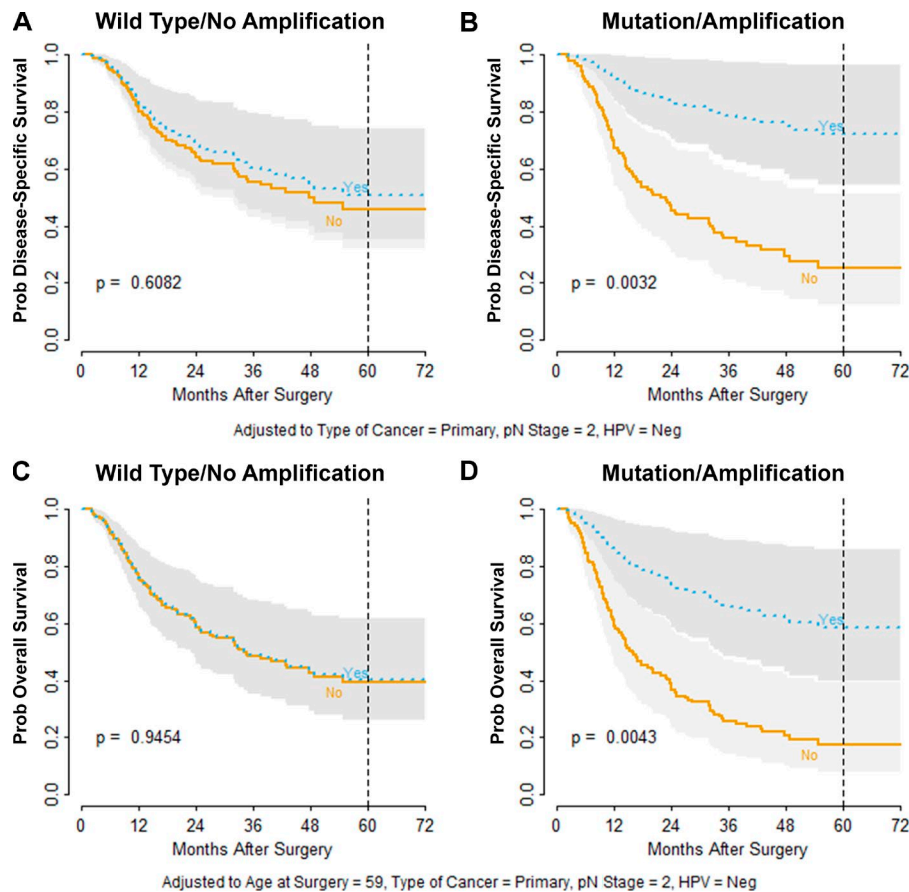 A Wild Type/No Amplification
Prob Disease-Specific Survival
1.0
0.8
0.6
0.4
0.2
0.0
Yes
No
p = 0.6082
0 12 24 36 48 60 72
Months After Surgery
B Mutation/Amplification
Prob Disease-Specific Survival
1.0
0.8
0.6
0.4
0.2
0.0
Yes
No
p = 0.0032
0 12 24 36 48 60 72
Months After Surgery
Adjusted to Type of Cancer = Primary, pN Stage = 2, HPV = Neg
C Wild Type/No Amplification
Prob Overall Survival
1.0
0.8
0.6
0.4
0.2
0.0
Yes
No
p = 0.9454
0 12 24 36 48 60 72
Months After Surgery
D Mutation/Amplification
Prob Overall Survival
1.0
0.8
0.6
0.4
0.2
0.0
Yes
No
p = 0.0043
0 12 24 36 48 60 72
Months After Surgery
Adjusted to Age at Surgery = 59, Type of Cancer = Primary, pN Stage = 2, HPV = Neg